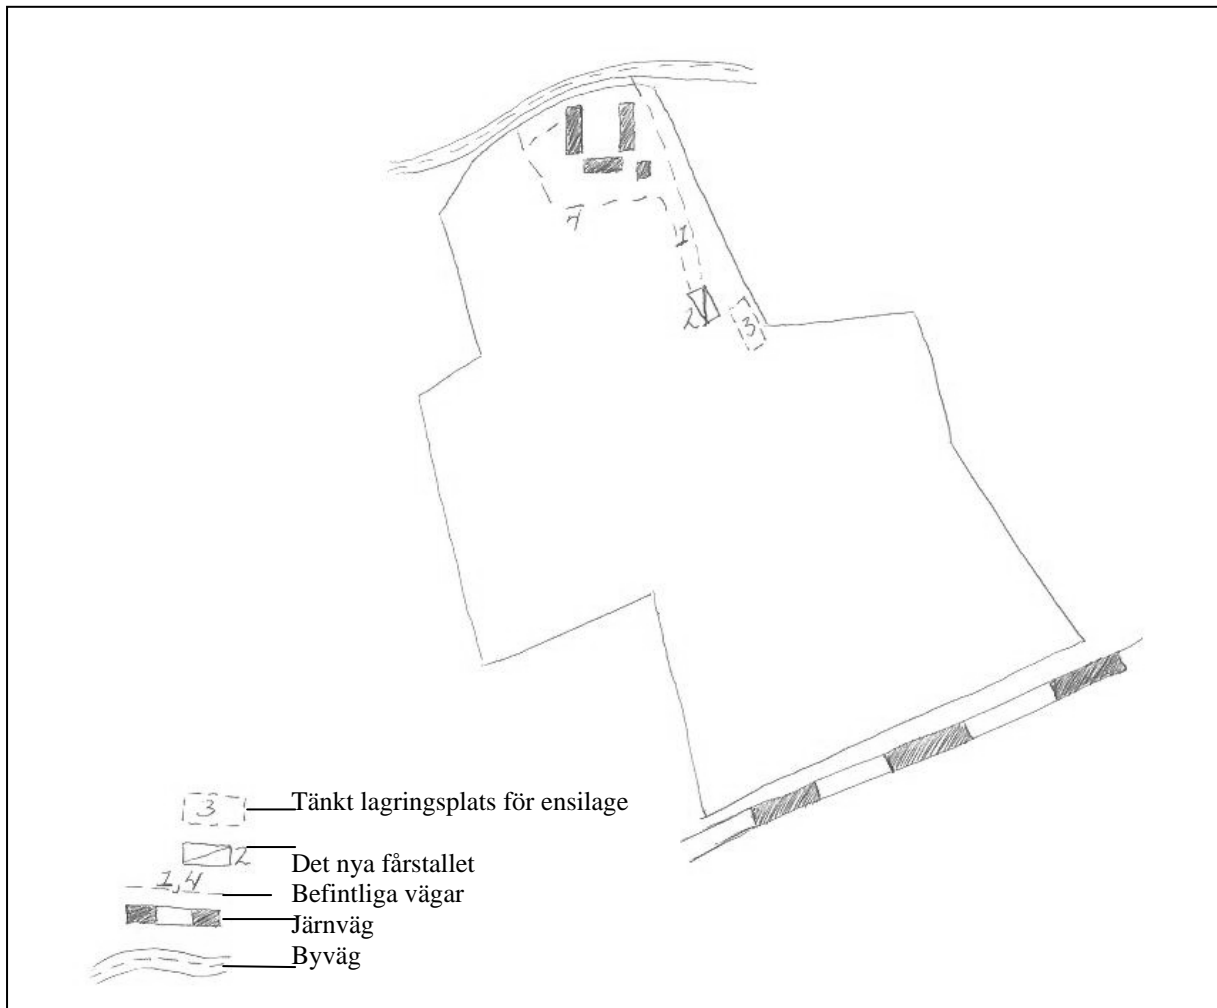 1
4
2
3
3 Tänkt lagringsplats för ensilage
2 Det nya fårstallet
1,4 Befintliga vägar
Järnväg
Byväg